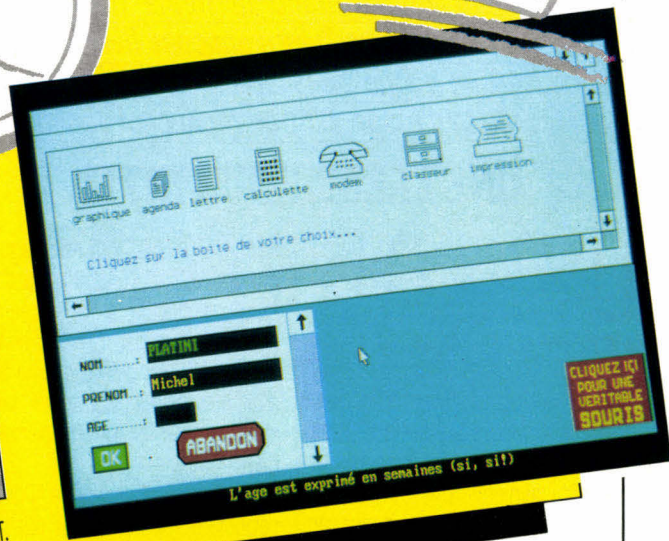 graphique agenda lettre calculette modem classeur impression
Cliquez sur la boite de votre choix...
NOM.......: PLATINI
PRENOM..: Michel
AGE.......:
OK ABANDON
CLIQUEZ IÇI
POUR UNE
VERITABLE
SOURIS
L'age est exprimé en semaines (si, si!)
T.